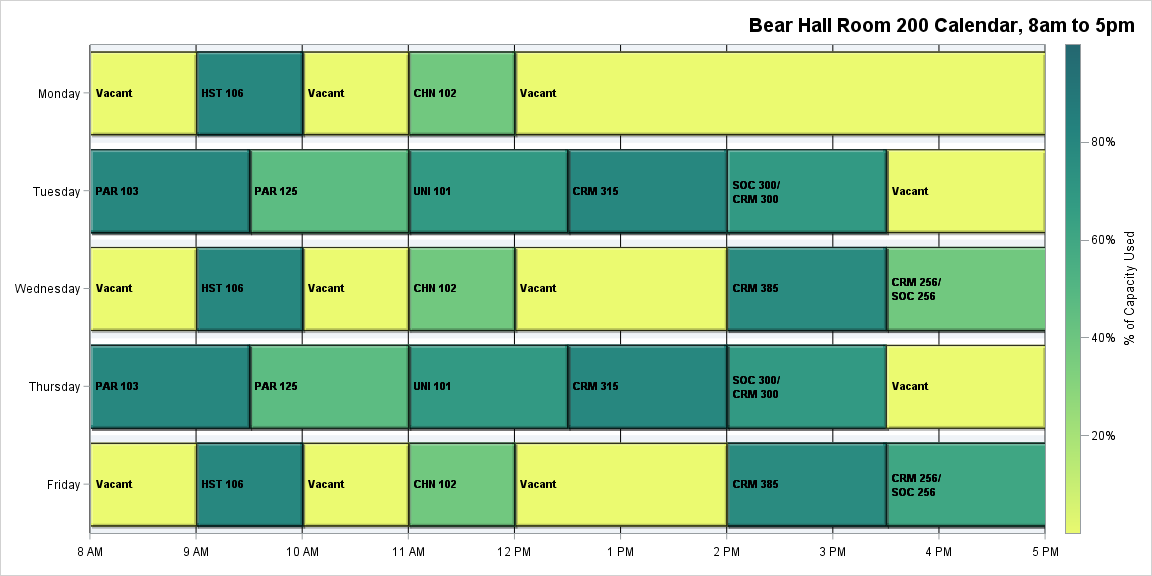 Bear Hall Room 200 Calendar, 8am to 5pm
Monday
Vacant
HST 106
Vacant
CHN 102
Vacant
Tuesday
PAR 103
PAR 125
UNI 101
CRM 315
SOC 300/
CRM 300
Vacant
Wednesday
Vacant
HST 106
Vacant
CHN 102
Vacant
CRM 385
CRM 256/
SOC 256
Thursday
PAR 103
PAR 125
UNI 101
CRM 315
SOC 300/
CRM 300
Vacant
Friday
Vacant
HST 106
Vacant
CHN 102
Vacant
CRM 385
CRM 256/
SOC 256
8 AM
9 AM
10 AM
11 AM
12 PM
1 PM
2 PM
3 PM
4 PM
5 PM
80%
60%
40%
20%
% of Capacity Used